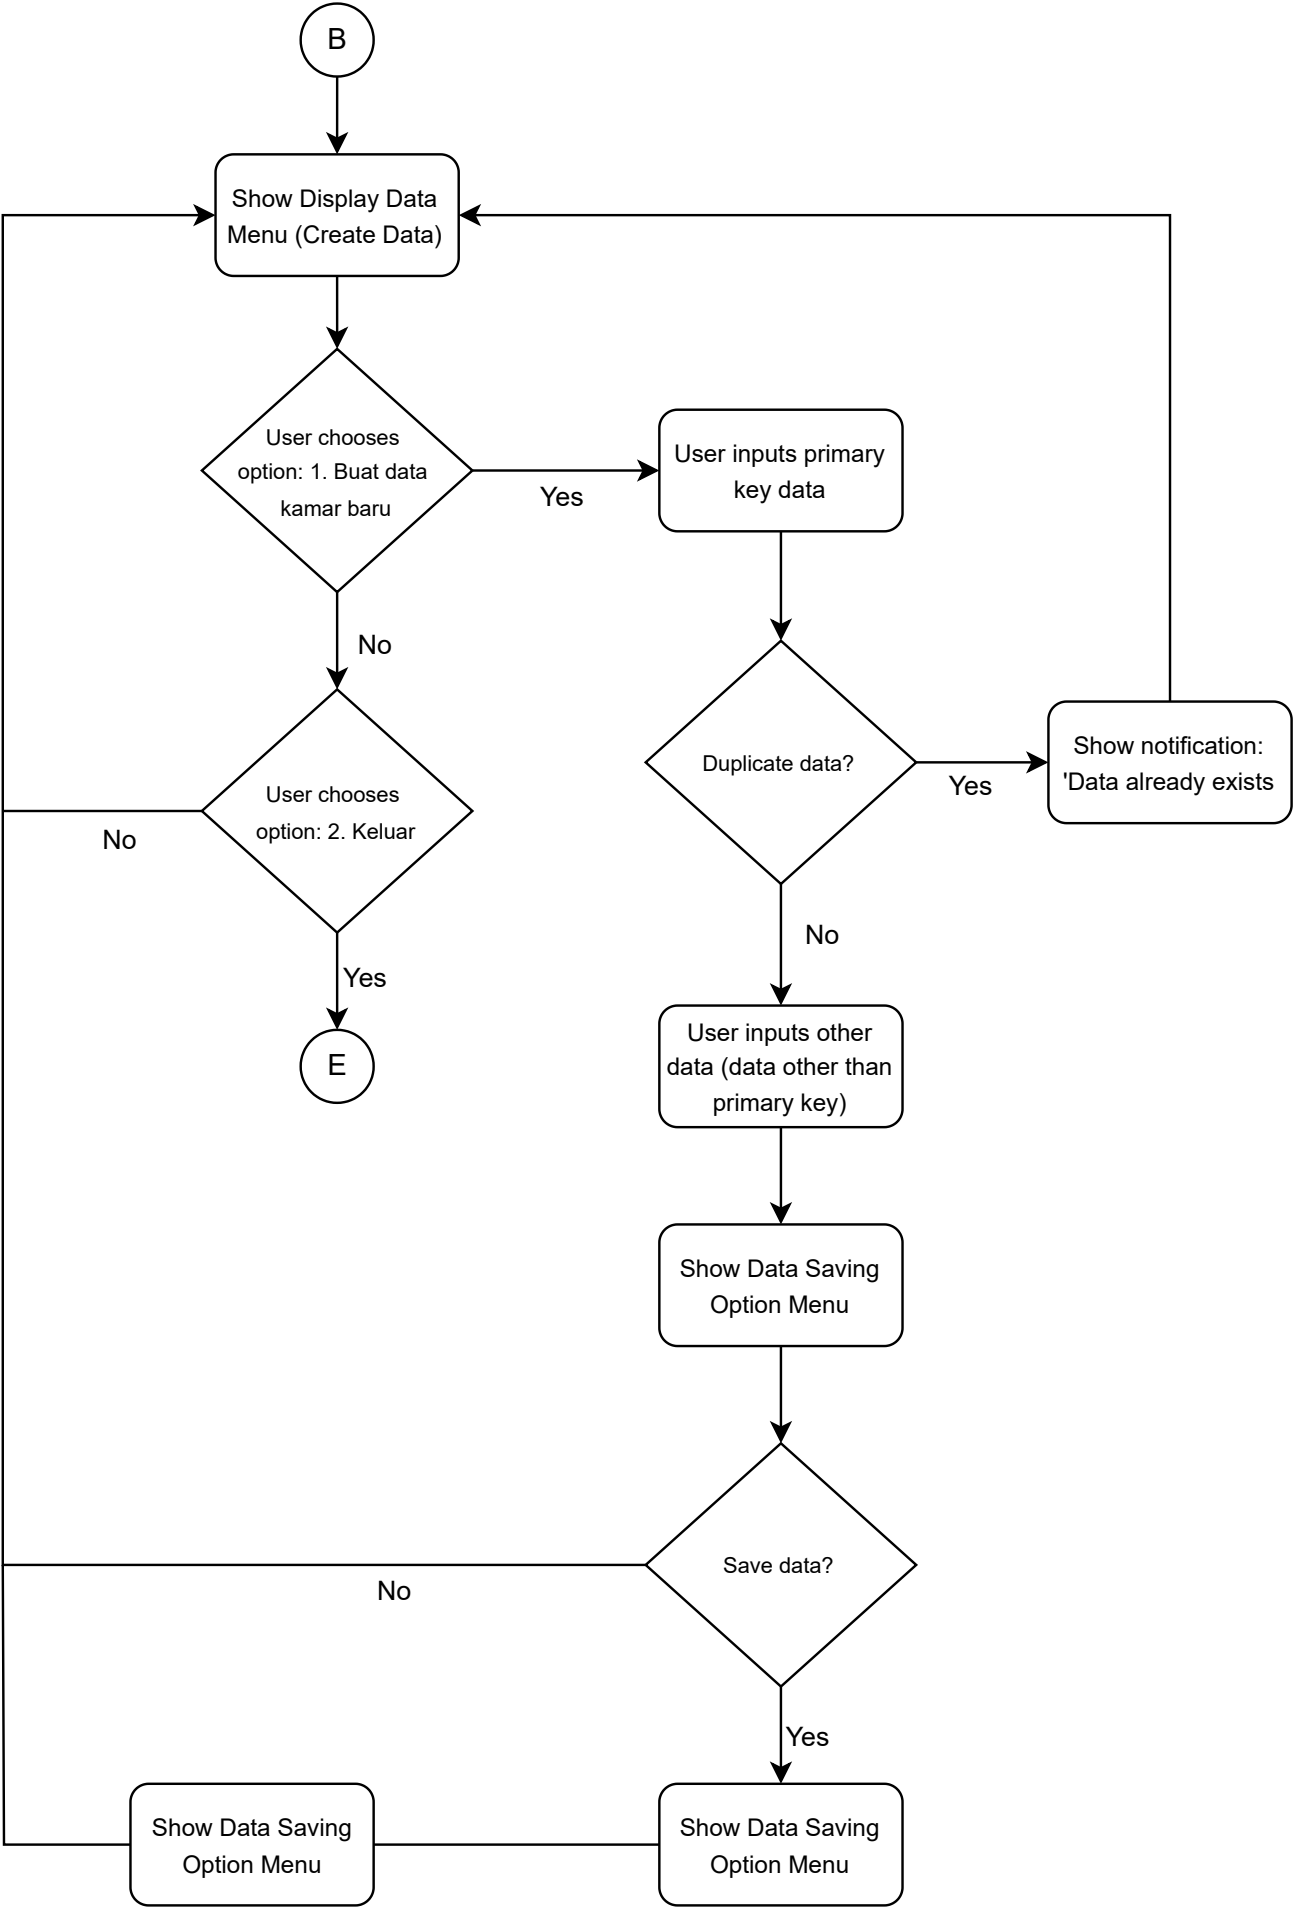 B
Show Display Data
Menu (Create Data)
User chooses
option: 1. Buat data
kamar baru
Yes
User inputs primary
key data
No
Duplicate data?
Yes
Show notification:
'Data already exists
User chooses
option: 2. Keluar
No
Yes
E
No
User inputs other
data (data other than
primary key)
Show Data Saving
Option Menu
Save data?
No
Yes
Show Data Saving
Option Menu
Show Data Saving
Option Menu